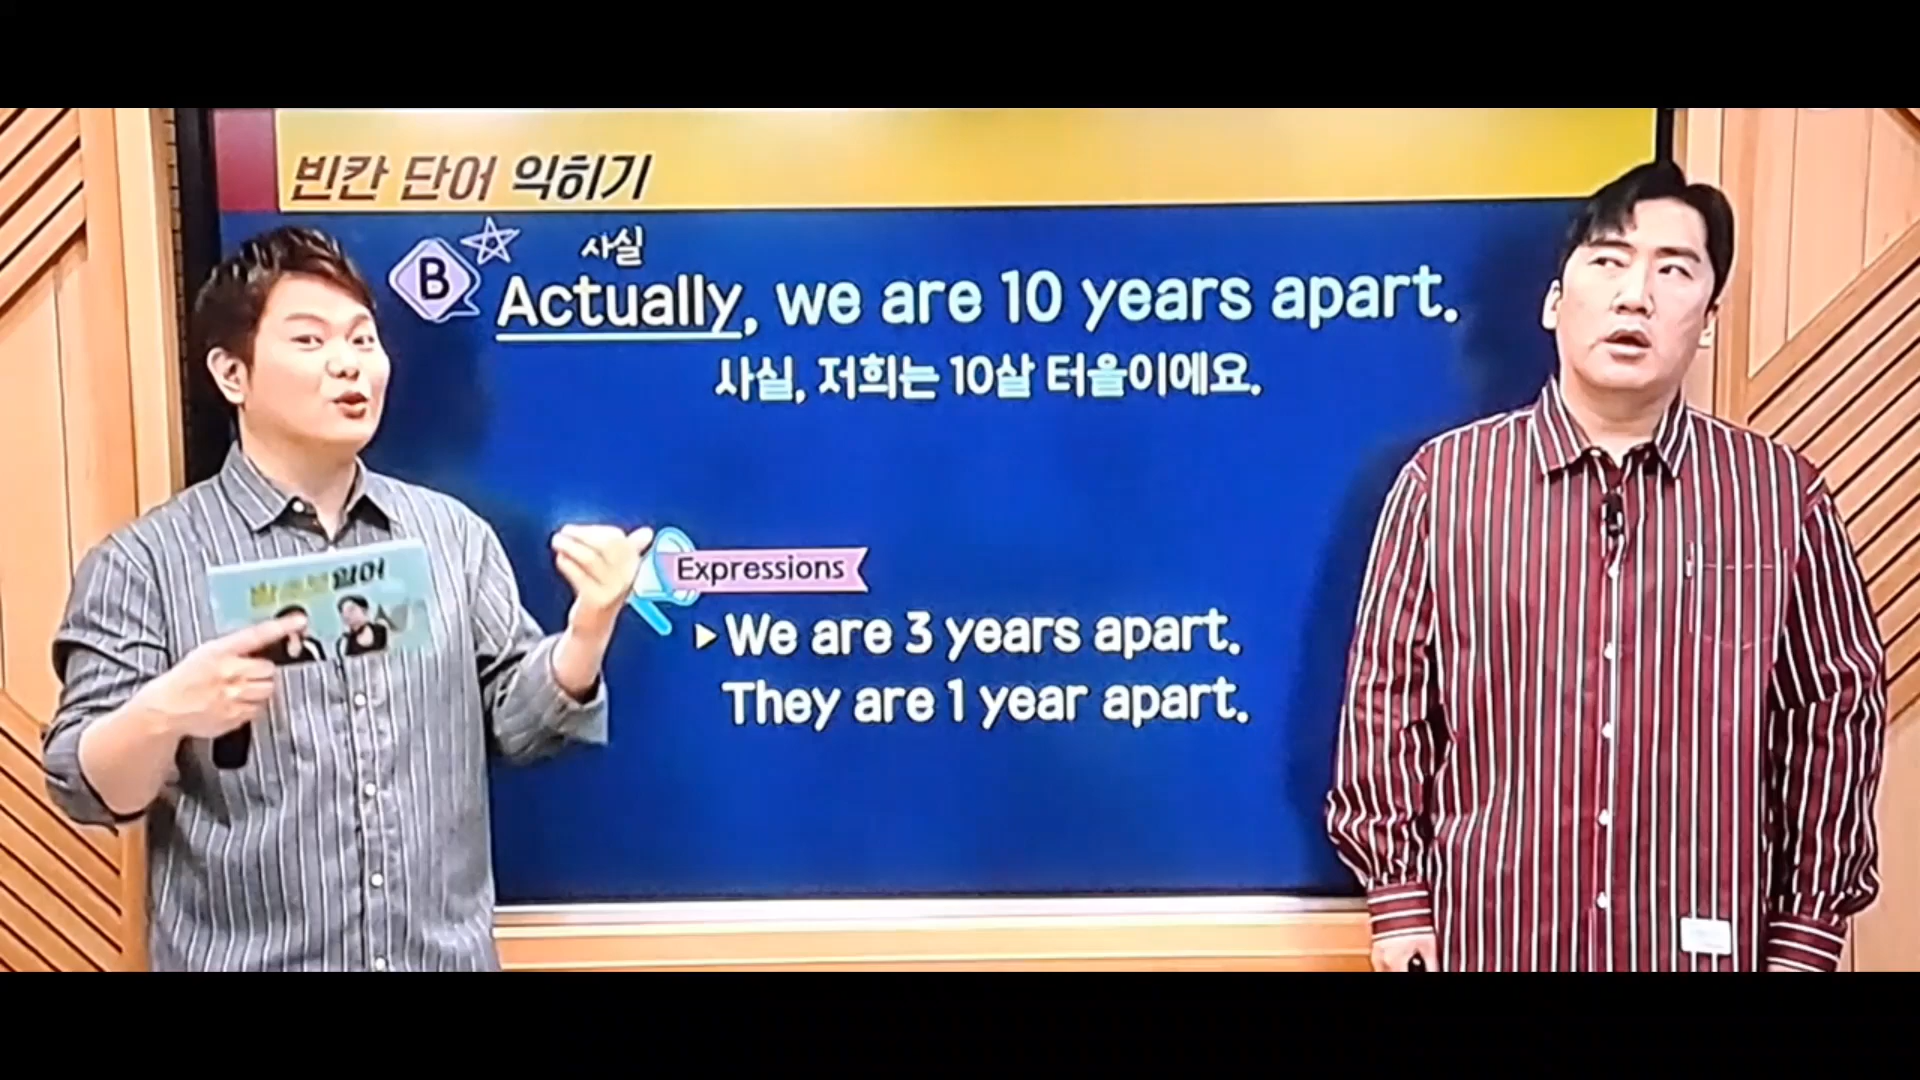 빈칸 단어 익히기
B
사실
Actually, we are 10 years apart.
사실, 저희는 10살 터울이에요.
Expressions
We are 3 years apart.
They are 1 year apart.